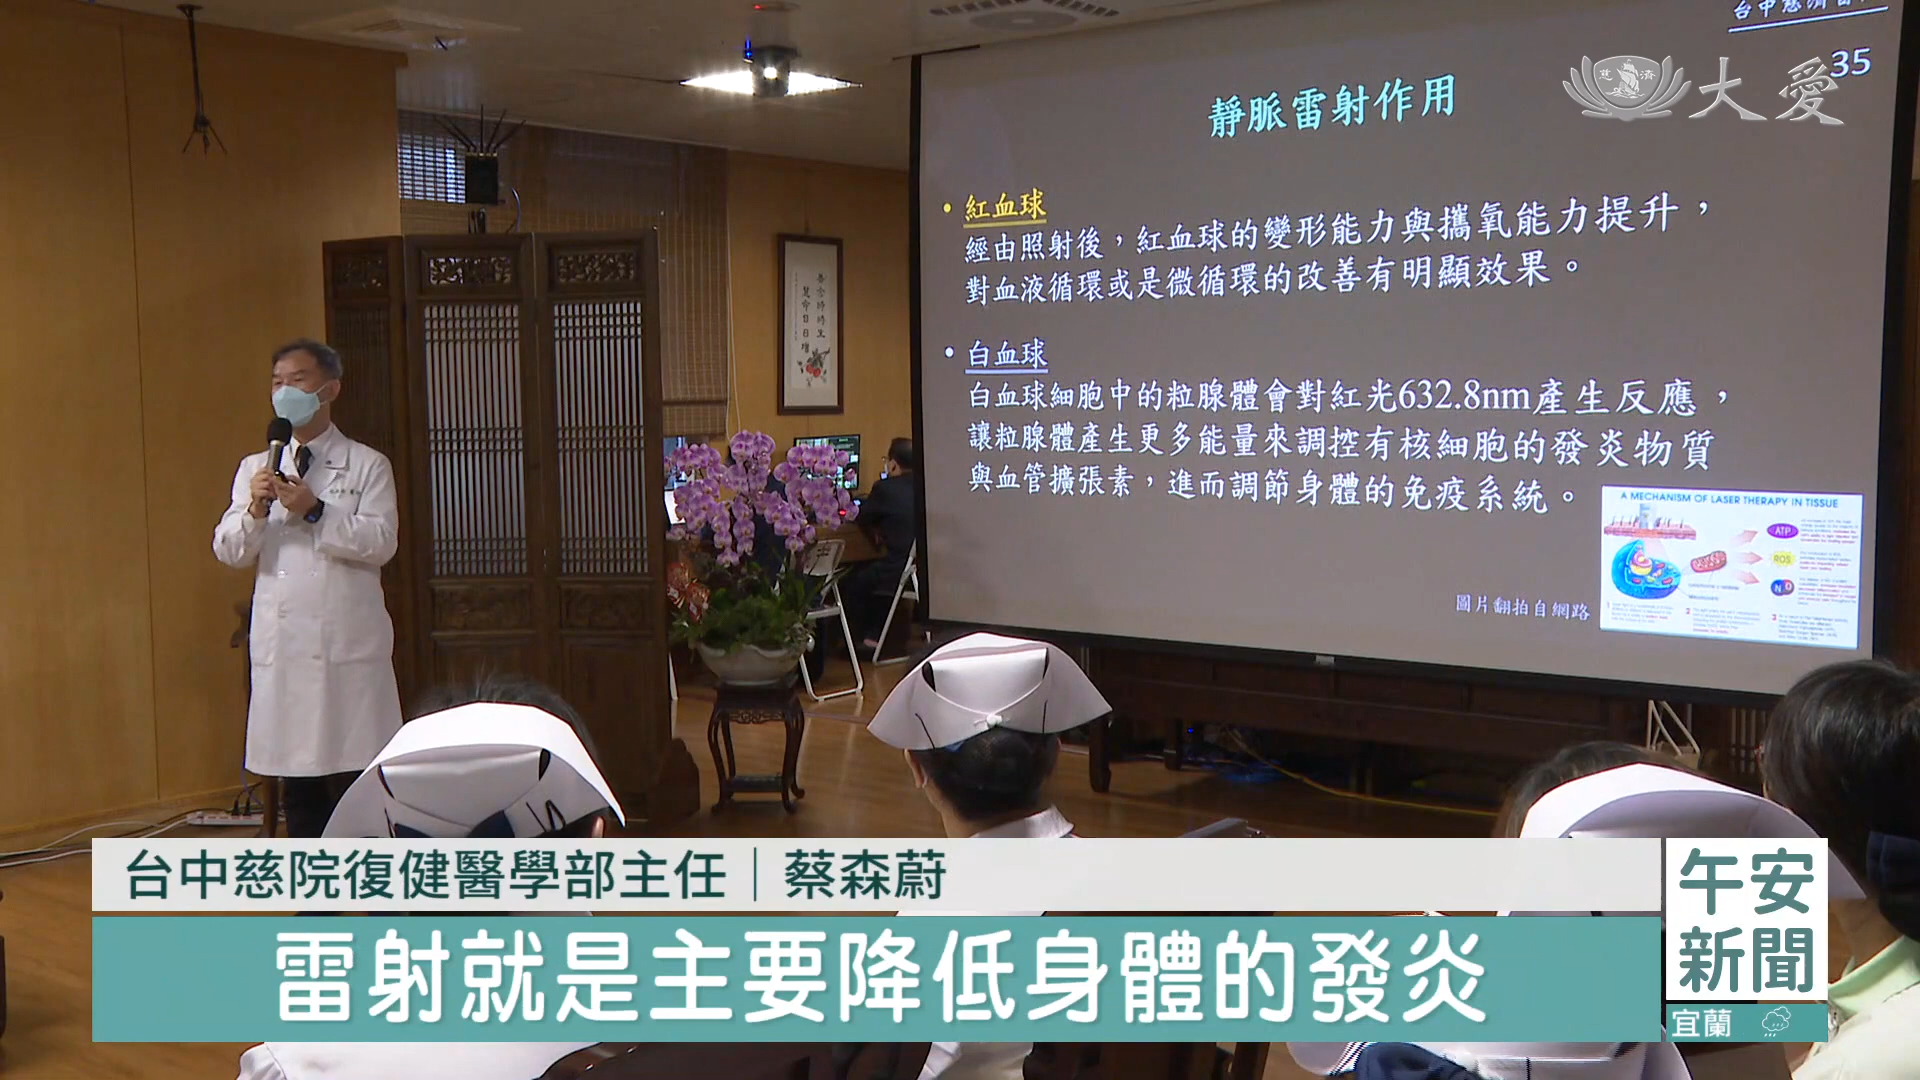 台中慈濟醫院
35
大愛
慈濟
靜脈雷射作用
• 紅血球
經由照射後，紅血球的變形能力與攜氧能力提升，
對血液循環或是微循環的改善有明顯效果。
• 白血球
白血球細胞中的粒腺體會對紅光632.8nm產生反應，
讓粒腺體產生更多能量來調控有核細胞的發炎物質
與血管擴張素，進而調節身體的免疫系統。
A MECHANISM OF LASER THERAPY IN TISSUE
ATP
ROS
NO
圖片翻拍自網路
台中慈院復健醫學部主任｜蔡森蔚
雷射就是主要降低身體的發炎
午安
新聞
宜蘭